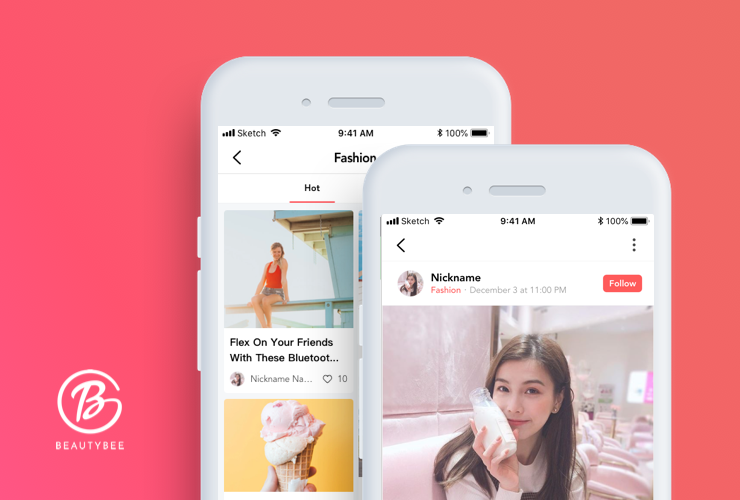 Sketch 9:41 AM 100%
Fashion
Hot
Flex On Your Friends
With These Bluetoot...
Nickname Na... 10
Sketch 9:41 AM 100%
Nickname
Fashion · December 3 at 11:00 PM
Follow
B
BEAUTYBEE